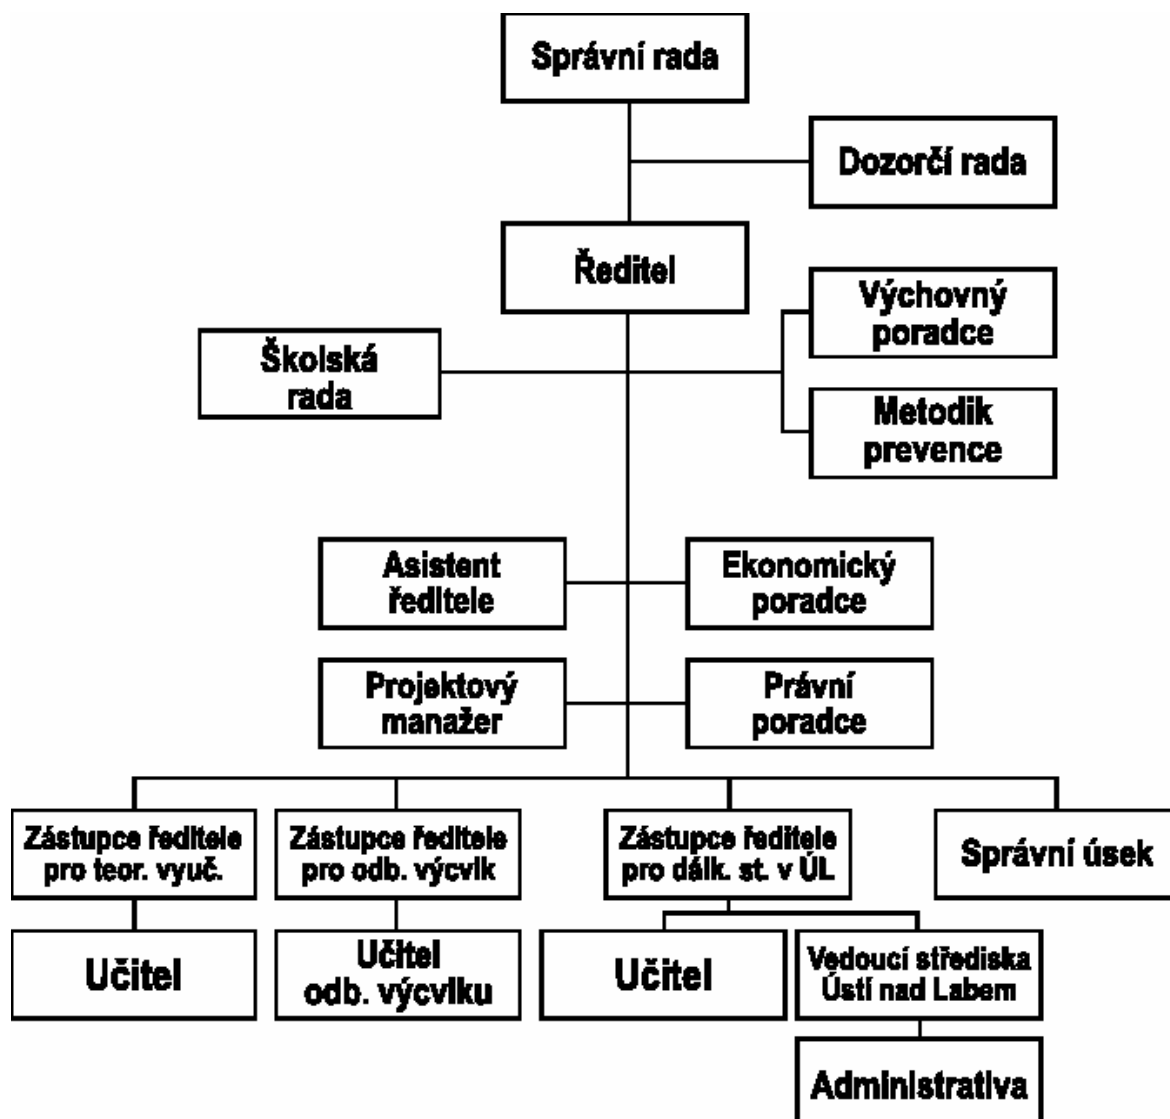 Správní rada
Dozorčí rada
Ředitel
Výchovný
poradce
Školská
rada
Metodik
prevence
Asistent
ředitele
Ekonomický
poradce
Projektový
manažer
Právní
poradce
Zástupce ředitele
pro teor. vyuč.
Zástupce ředitele
pro odb. výcvik
Zástupce ředitele
pro dálk. st. v ÚL
Správní úsek
Učitel
Učitel
odb. výcviku
Učitel
Vedoucí střediska
Ústí nad Labem
Administrativa